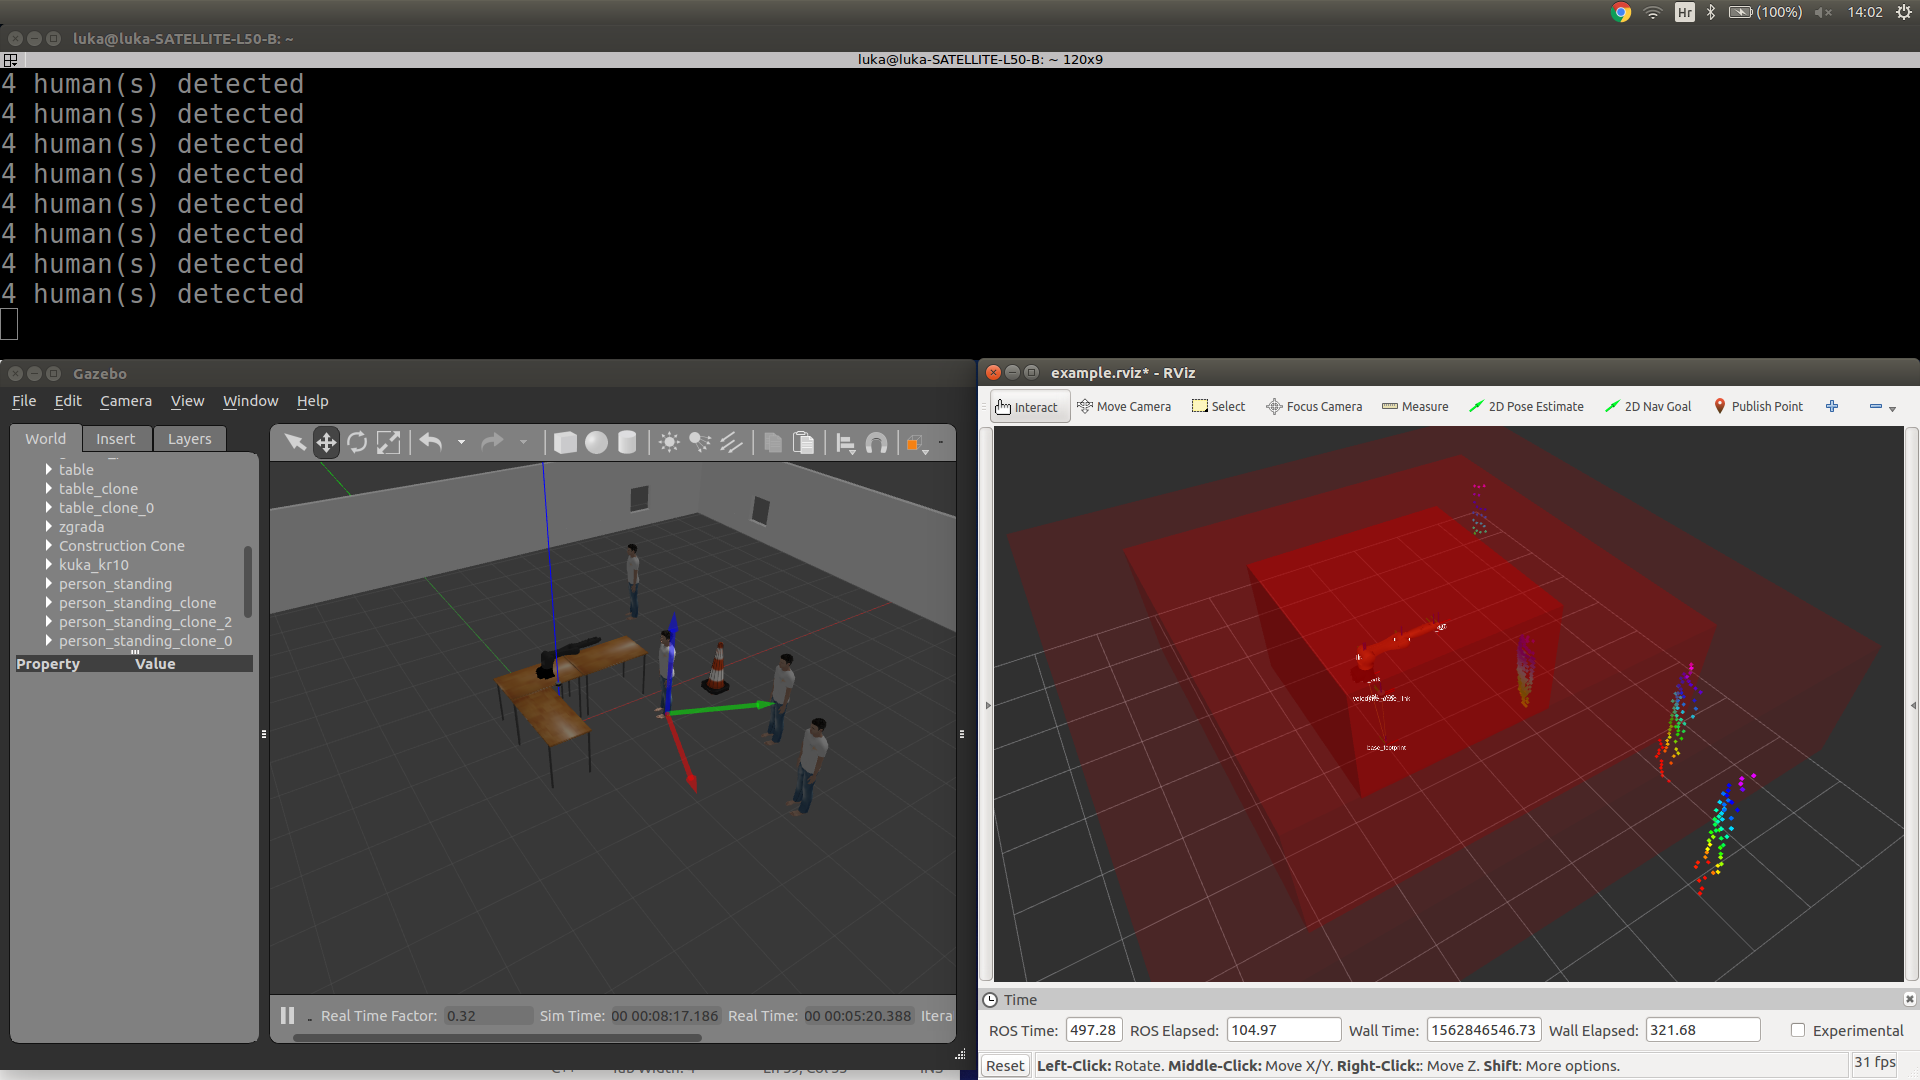 Hr (100%) 14:02
luka@luka-SATELLITE-L50-B: ~
luka@luka-SATELLITE-L50-B: ~ 120x9
4 human(s) detected
4 human(s) detected
4 human(s) detected
4 human(s) detected
4 human(s) detected
4 human(s) detected
4 human(s) detected
4 human(s) detected
Gazebo
File Edit Camera View Window Help
World Insert Layers
table
table_clone
table_clone_0
zgrada
Construction Cone
kuka_kr10
person_standing
person_standing_clone
person_standing_clone_2
person_standing_clone_0
Property Value
Real Time Factor: 0.32 Sim Time: 00 00:08:17.186 Real Time: 00 00:05:20.388 Itera
example.rviz* - RViz
Interact Move Camera Select Focus Camera Measure 2D Pose Estimate 2D Nav Goal Publish Point
base_footprint
Time
ROS Time: 497.28 ROS Elapsed: 104.97 Wall Time: 1562846546.73 Wall Elapsed: 321.68 Experimental
Reset Left-Click: Rotate. Middle-Click: Move X/Y. Right-Click:: Move Z. Shift: More options. 31 fps